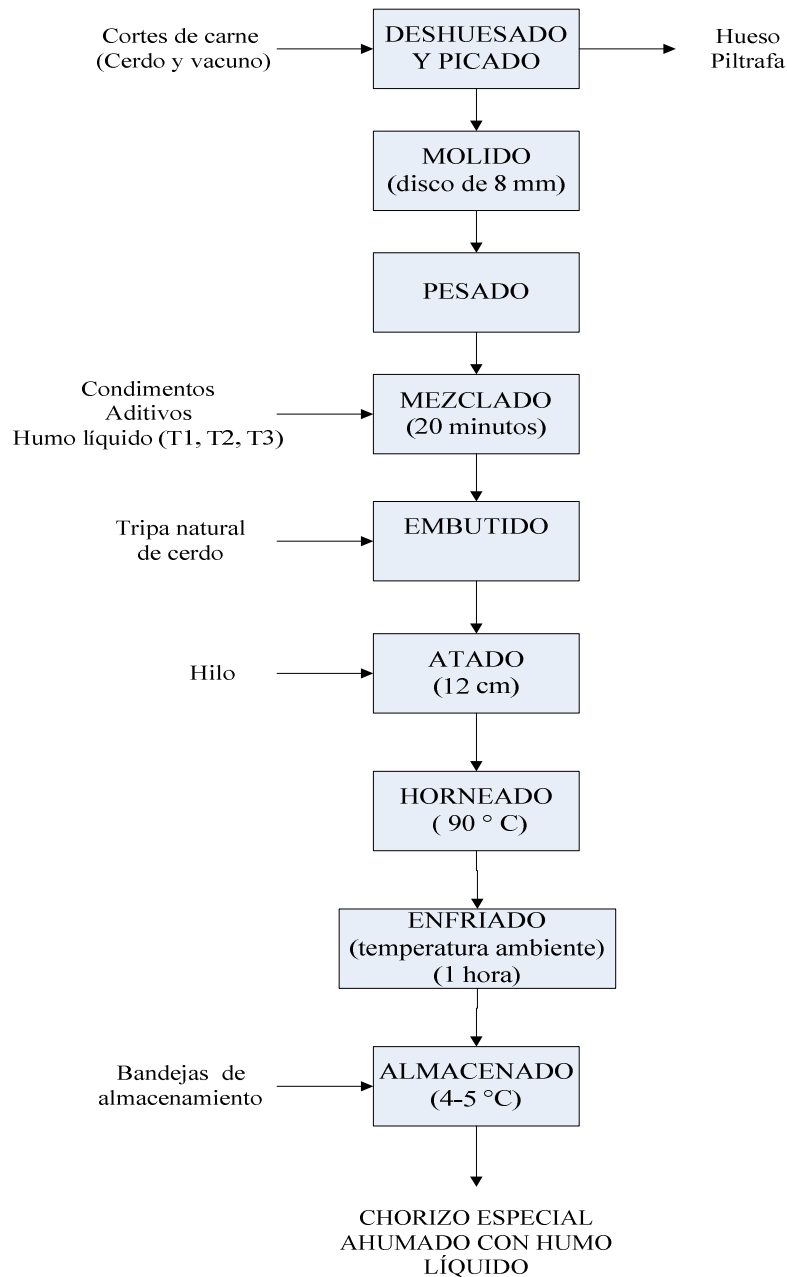 Cortes de carne
(Cerdo y vacuno)
DESHUESADO
Y PICADO
Hueso
Piltrafa
MOLIDO
(disco de 8 mm)
PESADO
Condimentos
Aditivos
Humo líquido (T1, T2, T3)
MEZCLADO
(20 minutos)
Tripa natural
de cerdo
EMBUTIDO
Hilo
ATADO
(12 cm)
HORNEADO
( 90 ° C)
ENFRIADO
(temperatura ambiente)
(1 hora)
Bandejas de
almacenamiento
ALMACENADO
(4-5 °C)
CHORIZO ESPECIAL
AHUMADO CON HUMO
LÍQUIDO